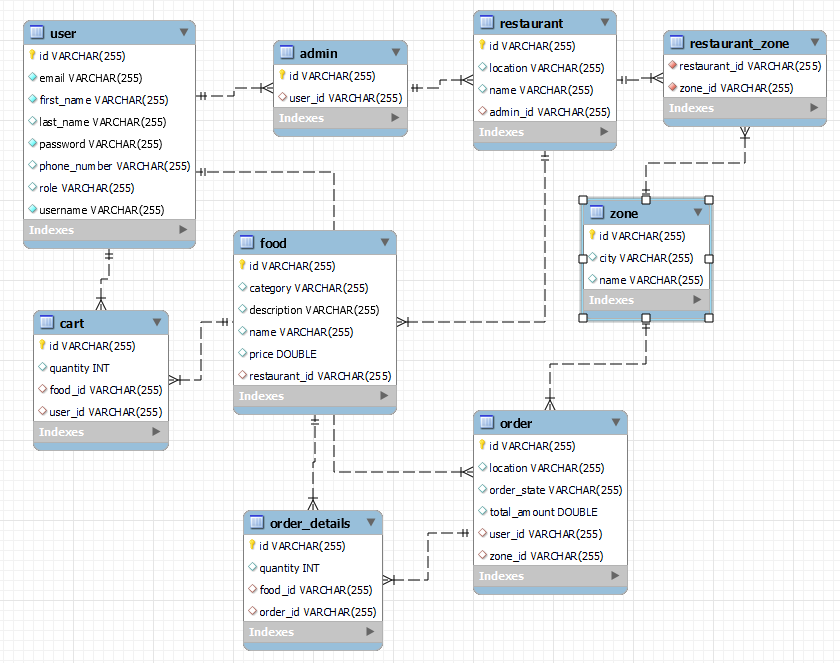 user
id VARCHAR(255)
email VARCHAR(255)
first_name VARCHAR(255)
last_name VARCHAR(255)
password VARCHAR(255)
phone_number VARCHAR(255)
role VARCHAR(255)
username VARCHAR(255)
Indexes
admin
id VARCHAR(255)
user_id VARCHAR(255)
Indexes
restaurant
id VARCHAR(255)
location VARCHAR(255)
name VARCHAR(255)
admin_id VARCHAR(255)
Indexes
restaurant_zone
restaurant_id VARCHAR(255)
zone_id VARCHAR(255)
Indexes
zone
id VARCHAR(255)
city VARCHAR(255)
name VARCHAR(255)
Indexes
food
id VARCHAR(255)
category VARCHAR(255)
description VARCHAR(255)
name VARCHAR(255)
price DOUBLE
restaurant_id VARCHAR(255)
Indexes
cart
id VARCHAR(255)
quantity INT
food_id VARCHAR(255)
user_id VARCHAR(255)
Indexes
order
id VARCHAR(255)
location VARCHAR(255)
order_state VARCHAR(255)
total_amount DOUBLE
user_id VARCHAR(255)
zone_id VARCHAR(255)
Indexes
order_details
id VARCHAR(255)
quantity INT
food_id VARCHAR(255)
order_id VARCHAR(255)
Indexes